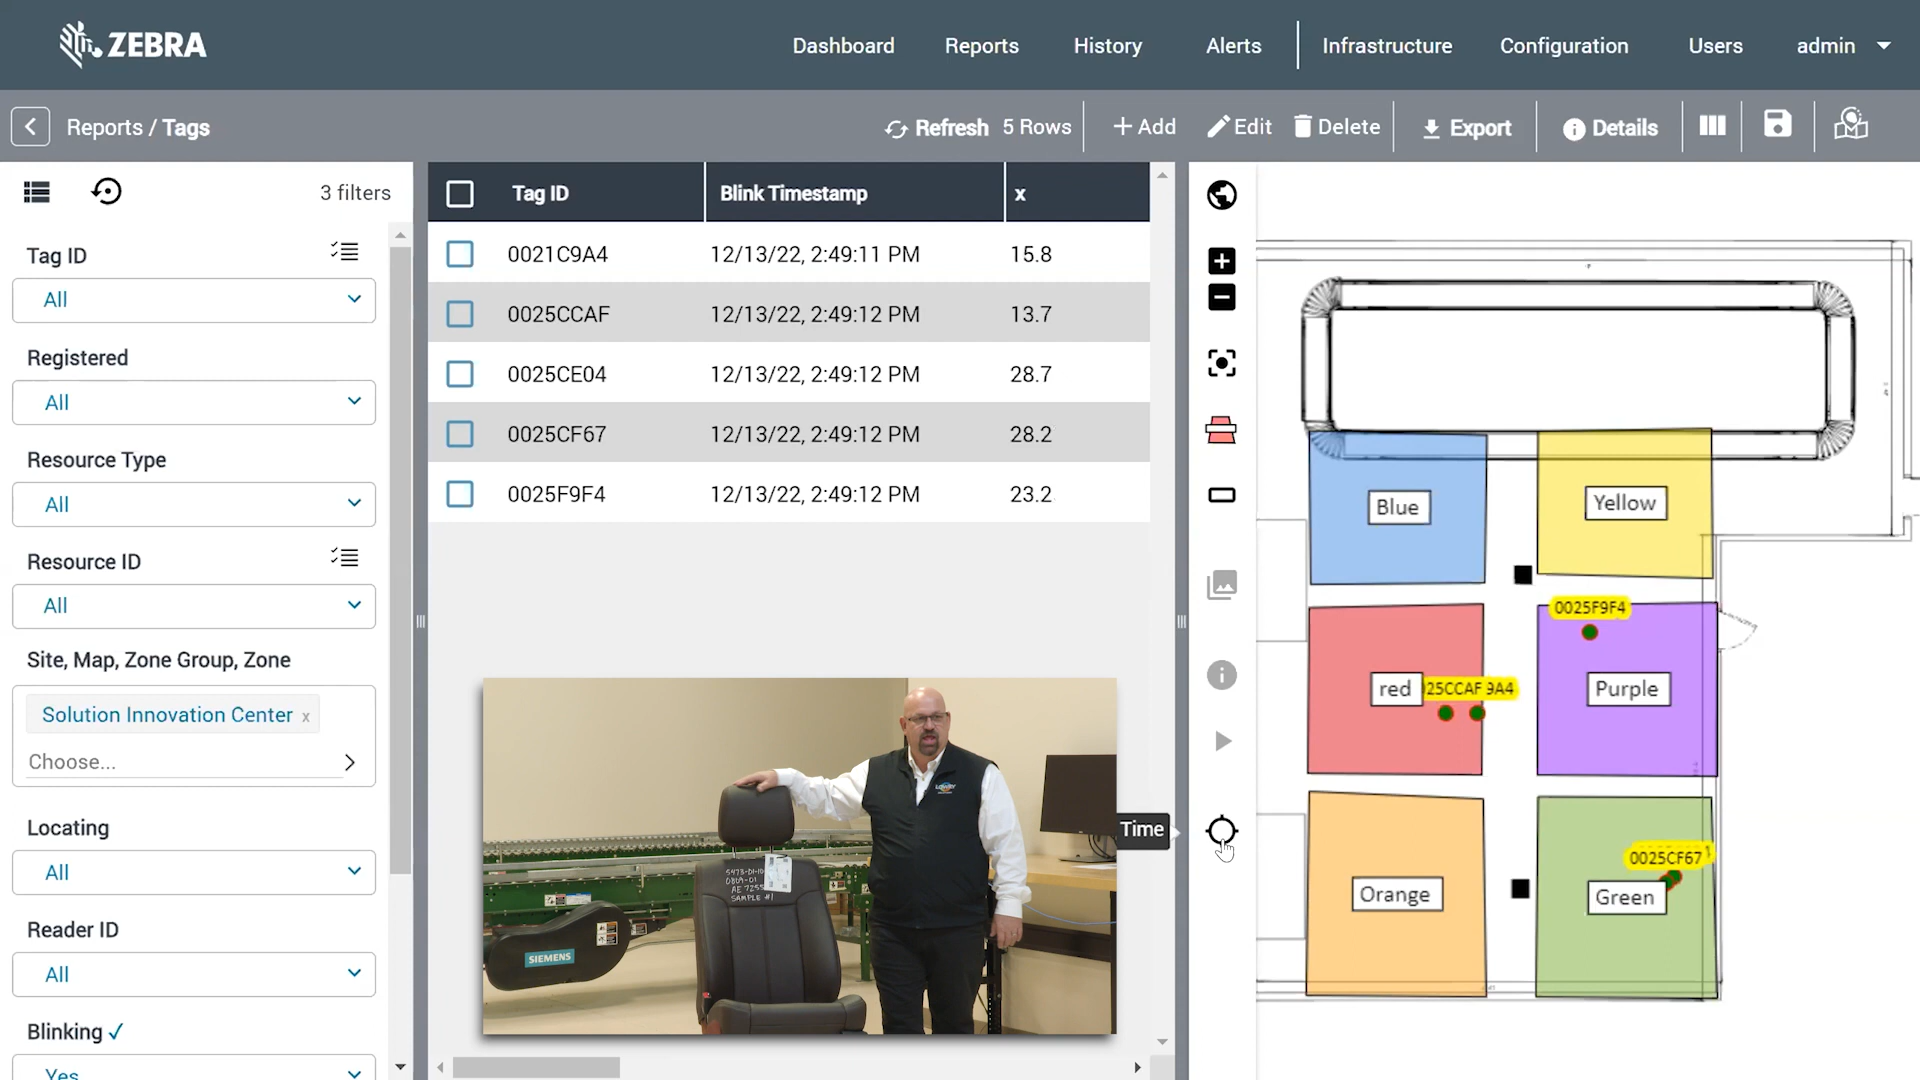 ZEBRA
Dashboard
Reports
History
Alerts
Infrastructure
Configuration
Users
admin
Reports / Tags
Refresh
5 Rows
+ Add
Edit
Delete
Export
Details
3 filters
Tag ID
All
Registered
All
Resource Type
All
Resource ID
All
Site, Map, Zone Group, Zone
Solution Innovation Center x
Choose...
Locating
All
Reader ID
All
Blinking ✓
Yes
Tag ID Blink Timestamp x
0021C9A4 12/13/22, 2:49:11 PM 15.8
0025CCAF 12/13/22, 2:49:12 PM 13.7
0025CE04 12/13/22, 2:49:12 PM 28.7
0025CF67 12/13/22, 2:49:12 PM 28.2
0025F9F4 12/13/22, 2:49:12 PM 23.2
LOWRY
AE 7255
SAMPLE #1
SIEMENS
Time
Blue
Yellow
0025F9F4
red
25CCAF 9A4
Purple
0025CF67
Orange
Green